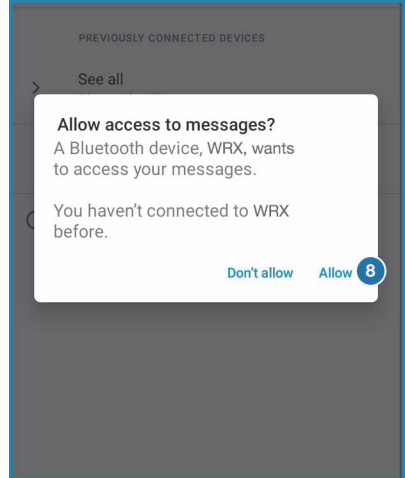 PREVIOUSLY CONNECTED DEVICES
See all
Allow access to messages?
A Bluetooth device, WRX, wants
to access your messages.
You haven't connected to WRX
before.
Don't allow Allow 8